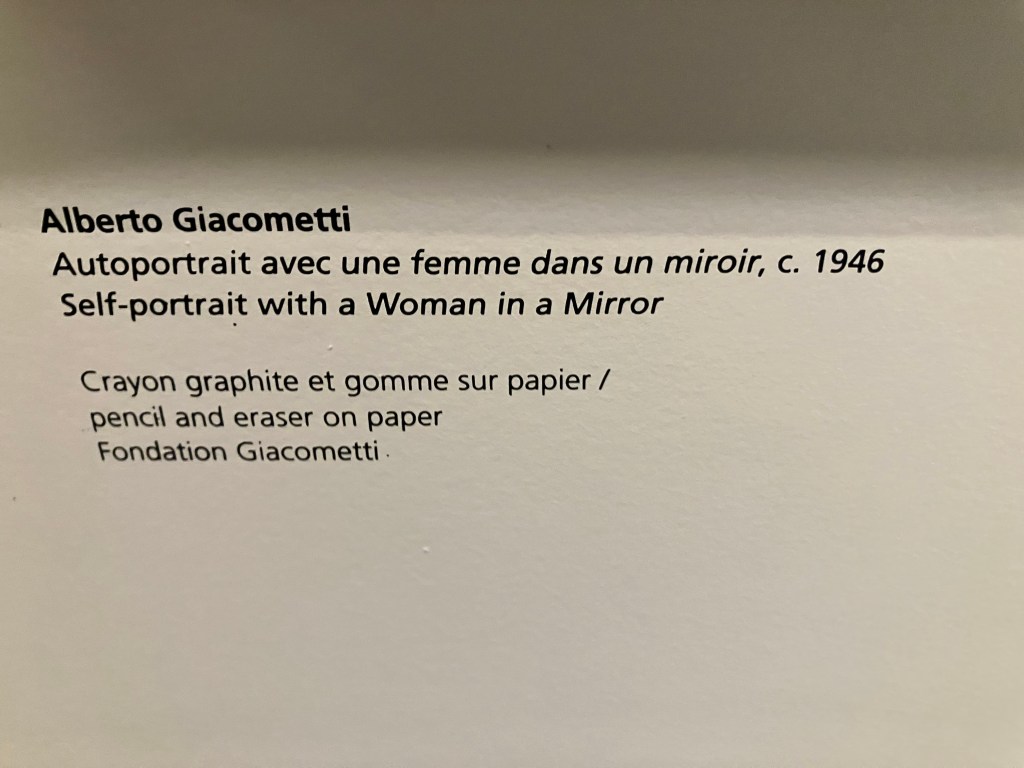 Alberto Giacometti
Autoportrait avec une femme dans un miroir, c. 1946
Self-portrait with a Woman in a Mirror
Crayon graphite et gomme sur papier /
pencil and eraser on paper
Fondation Giacometti